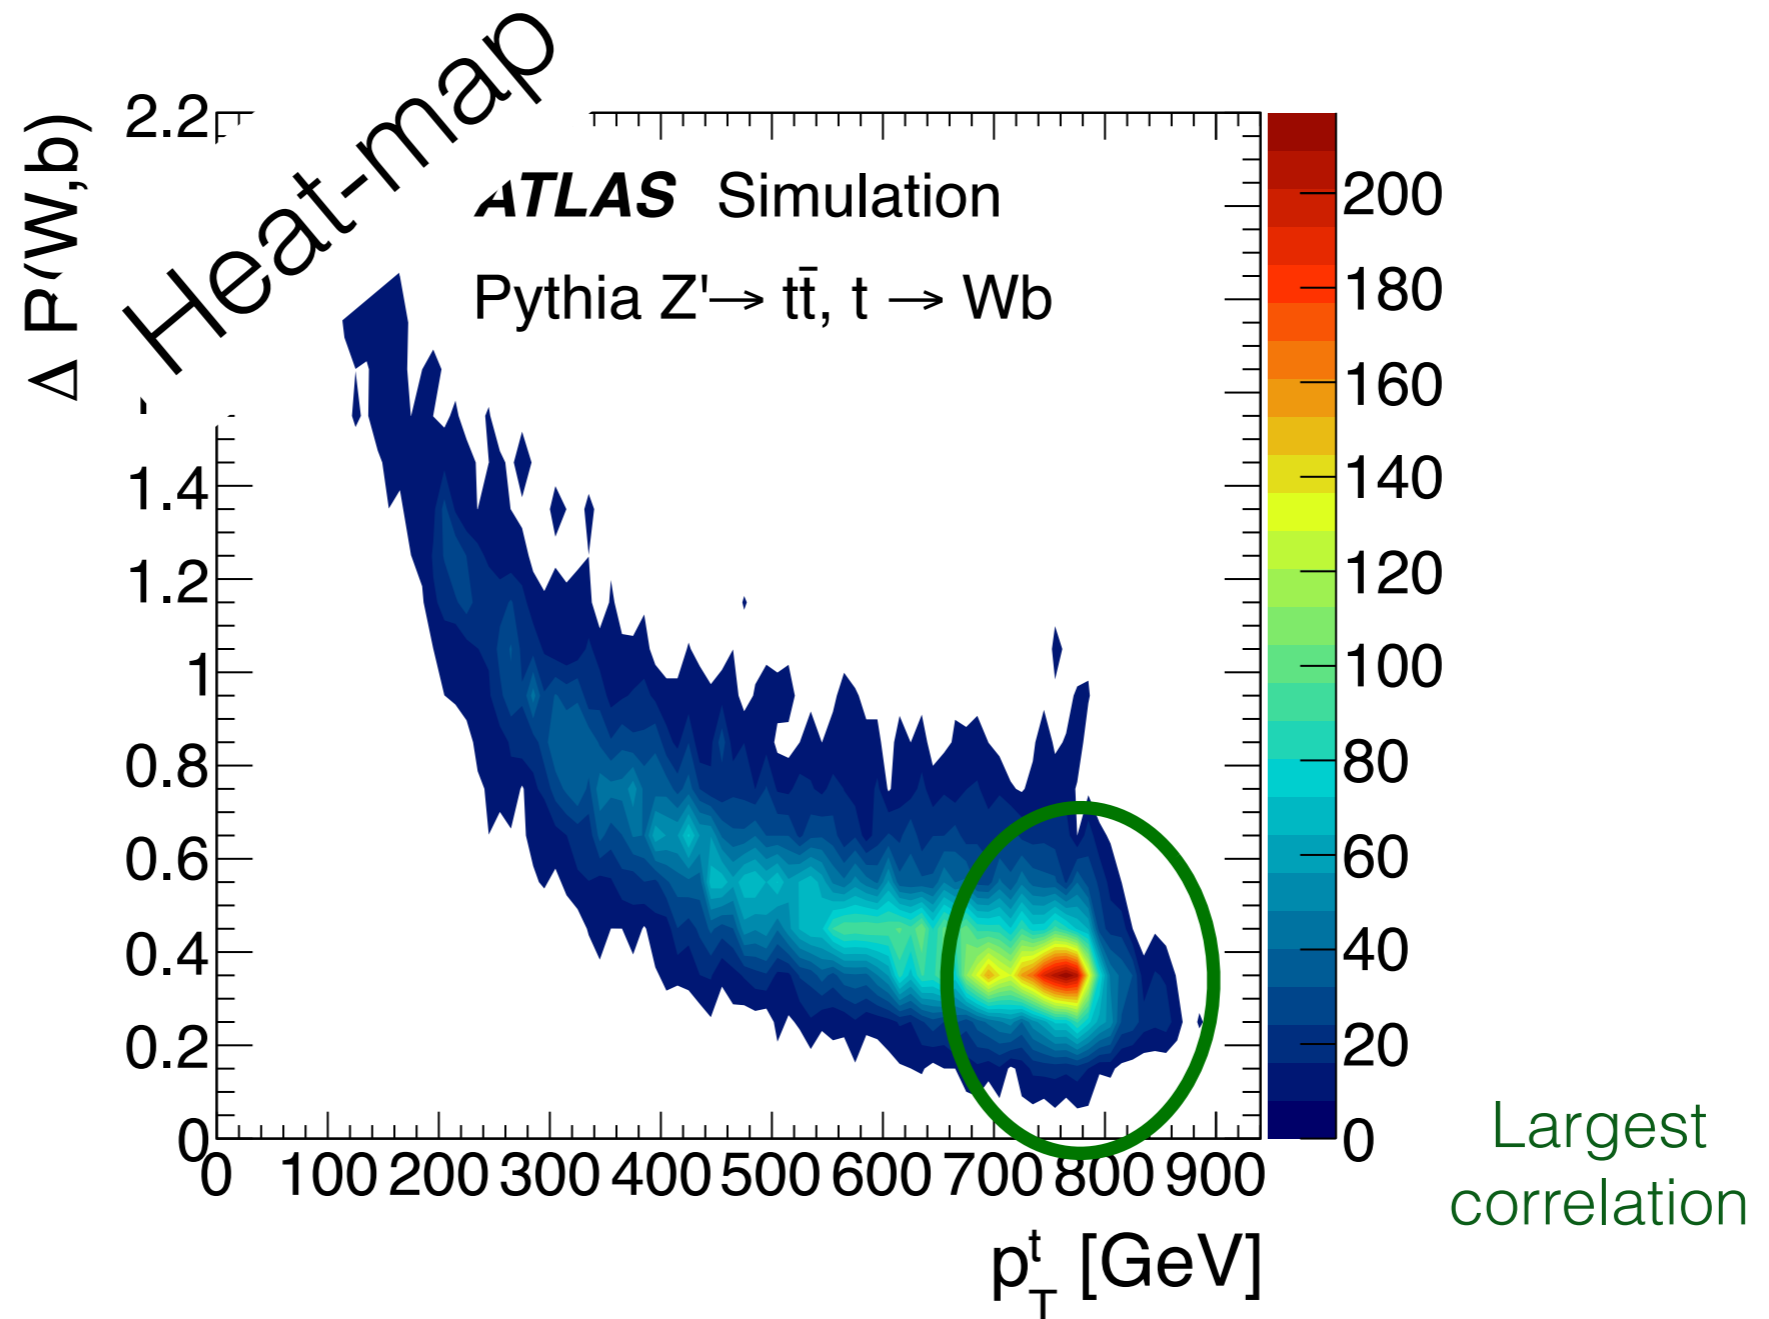 Heat-map
Δ R(W,b)
ATLAS Simulation
Pythia Z'→ tt̄, t → Wb
2.2
1.4
1.2
1
0.8
0.6
0.4
0.2
0
0 100 200 300 400 500 600 700 800 900
p_T^t [GeV]
200
180
160
140
120
100
80
60
40
20
0
Largest
correlation